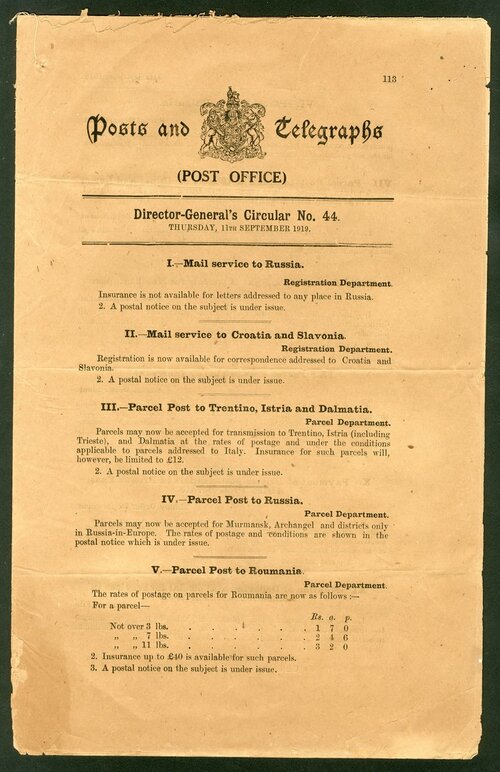 113
Posts and Telegraphs
(POST OFFICE)
Director-General's Circular No. 44.
THURSDAY, 11TH SEPTEMBER 1919.
I.—Mail service to Russia.
Registration Department.
Insurance is not available for letters addressed to any place in Russia.
2. A postal notice on the subject is under issue.
II.—Mail service to Croatia and Slavonia.
Registration Department.
Registration is now available for correspondence addressed to Croatia and
Slavonia.
2. A postal notice on the subject is under issue.
III.—Parcel Post to Trentino, Istria and Dalmatia.
Parcel Department.
Parcels may now be accepted for transmission to Trentino, Istria (including
Trieste), and Dalmatia at the rates of postage and under the conditions
applicable to parcels addressed to Italy. Insurance for such parcels will,
however, be limited to £12.
2. A postal notice on the subject is under issue.
IV.—Parcel Post to Russia.
Parcel Department.
Parcels may now be accepted for Murmansk, Archangel and districts only
in Russia-in-Europe. The rates of postage and conditions are shown in the
postal notice which is under issue.
V.—Parcel Post to Roumania.
Parcel Department.
The rates of postage on parcels for Roumania are now as follows :—
For a parcel—
Rs. a. p.
Not over 3 lbs. . . . . . . 1 7 0
„ „ 7 lbs. . . . . . . 2 4 6
„ „ 11 lbs. . . . . . . 3 2 0
2. Insurance up to £40 is available for such parcels.
3. A postal notice on the subject is under issue.